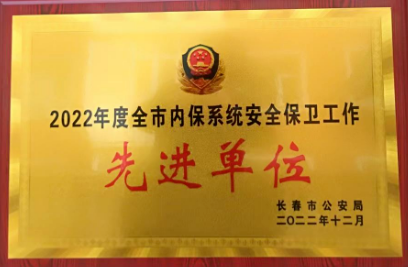 2022年度全市内保系统安全保卫工作
先进单位
长春市公安局
二〇二二年十二月